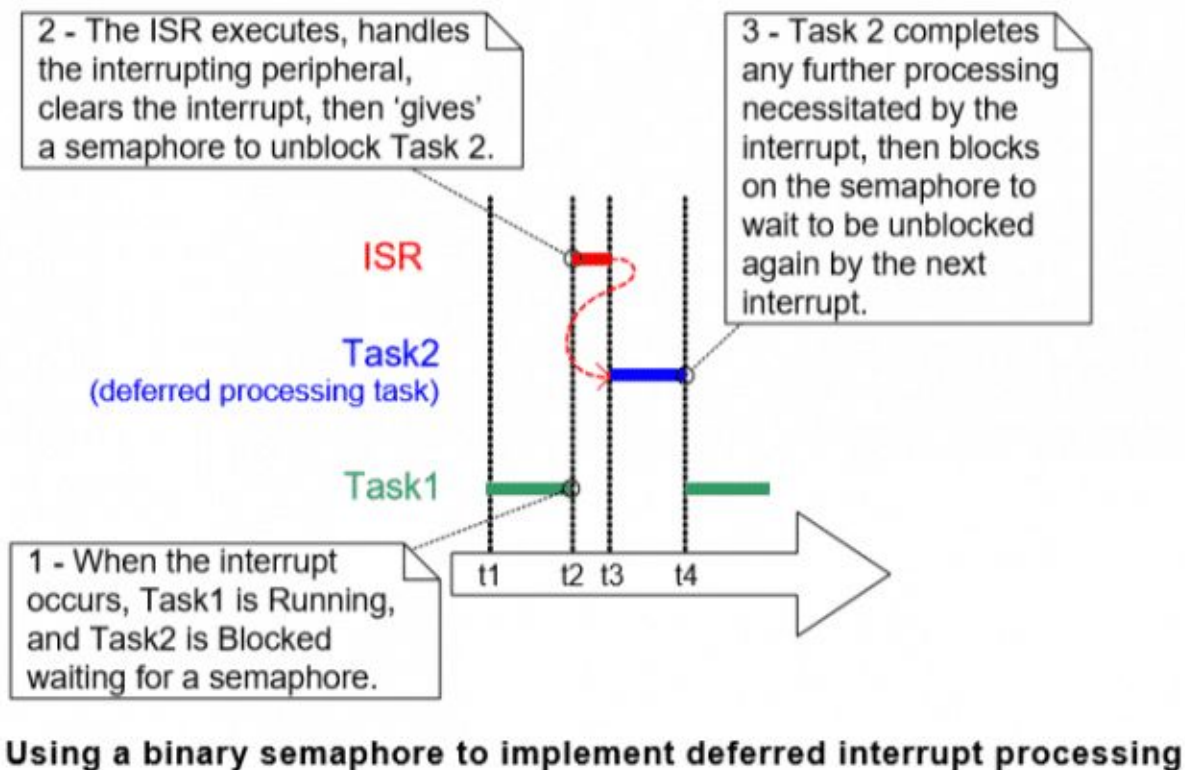 2 - The ISR executes, handles
the interrupting peripheral,
clears the interrupt, then ‘gives’
a semaphore to unblock Task 2.
3 - Task 2 completes
any further processing
necessitated by the
interrupt, then blocks
on the semaphore to
wait to be unblocked
again by the next
interrupt.
ISR
Task2
(deferred processing task)
Task1
1 - When the interrupt
occurs, Task1 is Running,
and Task2 is Blocked
waiting for a semaphore.
t1 t2 t3 t4
Using a binary semaphore to implement deferred interrupt processing